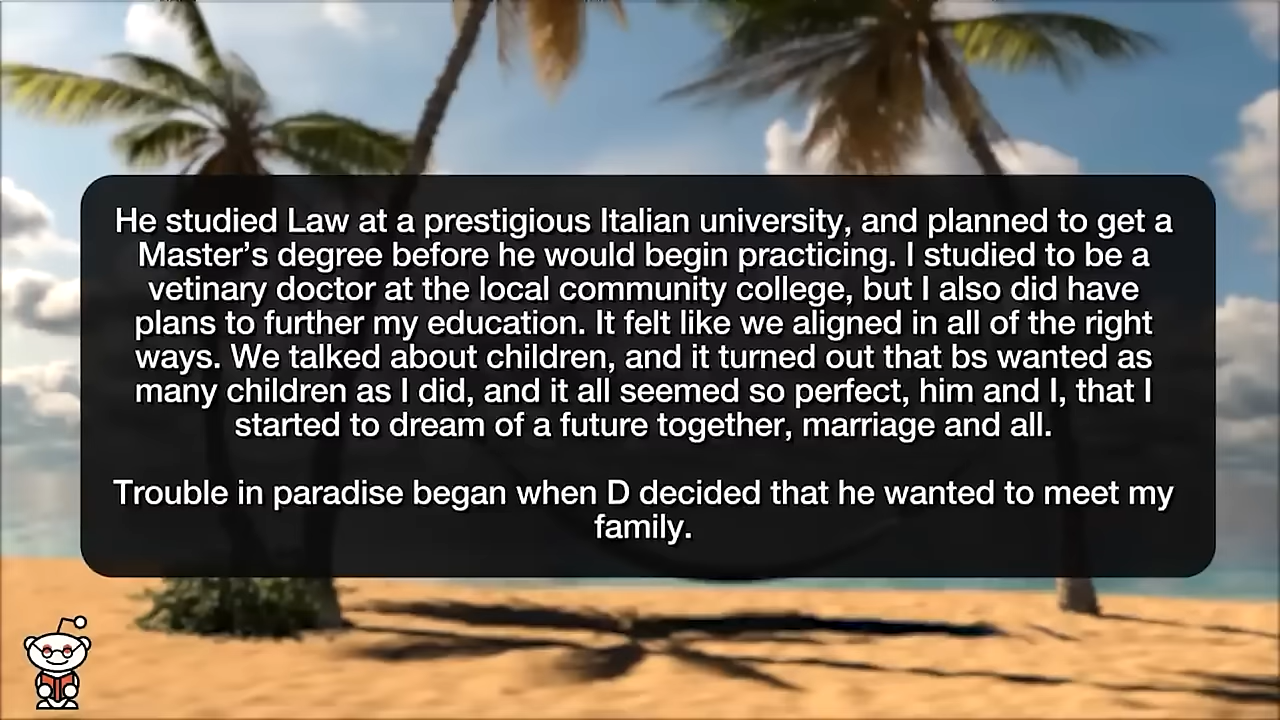 He studied Law at a prestigious Italian university, and planned to get a
Master’s degree before he would begin practicing. I studied to be a
vetinary doctor at the local community college, but I also did have
plans to further my education. It felt like we aligned in all of the right
ways. We talked about children, and it turned out that bs wanted as
many children as I did, and it all seemed so perfect, him and I, that I
started to dream of a future together, marriage and all.
Trouble in paradise began when D decided that he wanted to meet my
family.